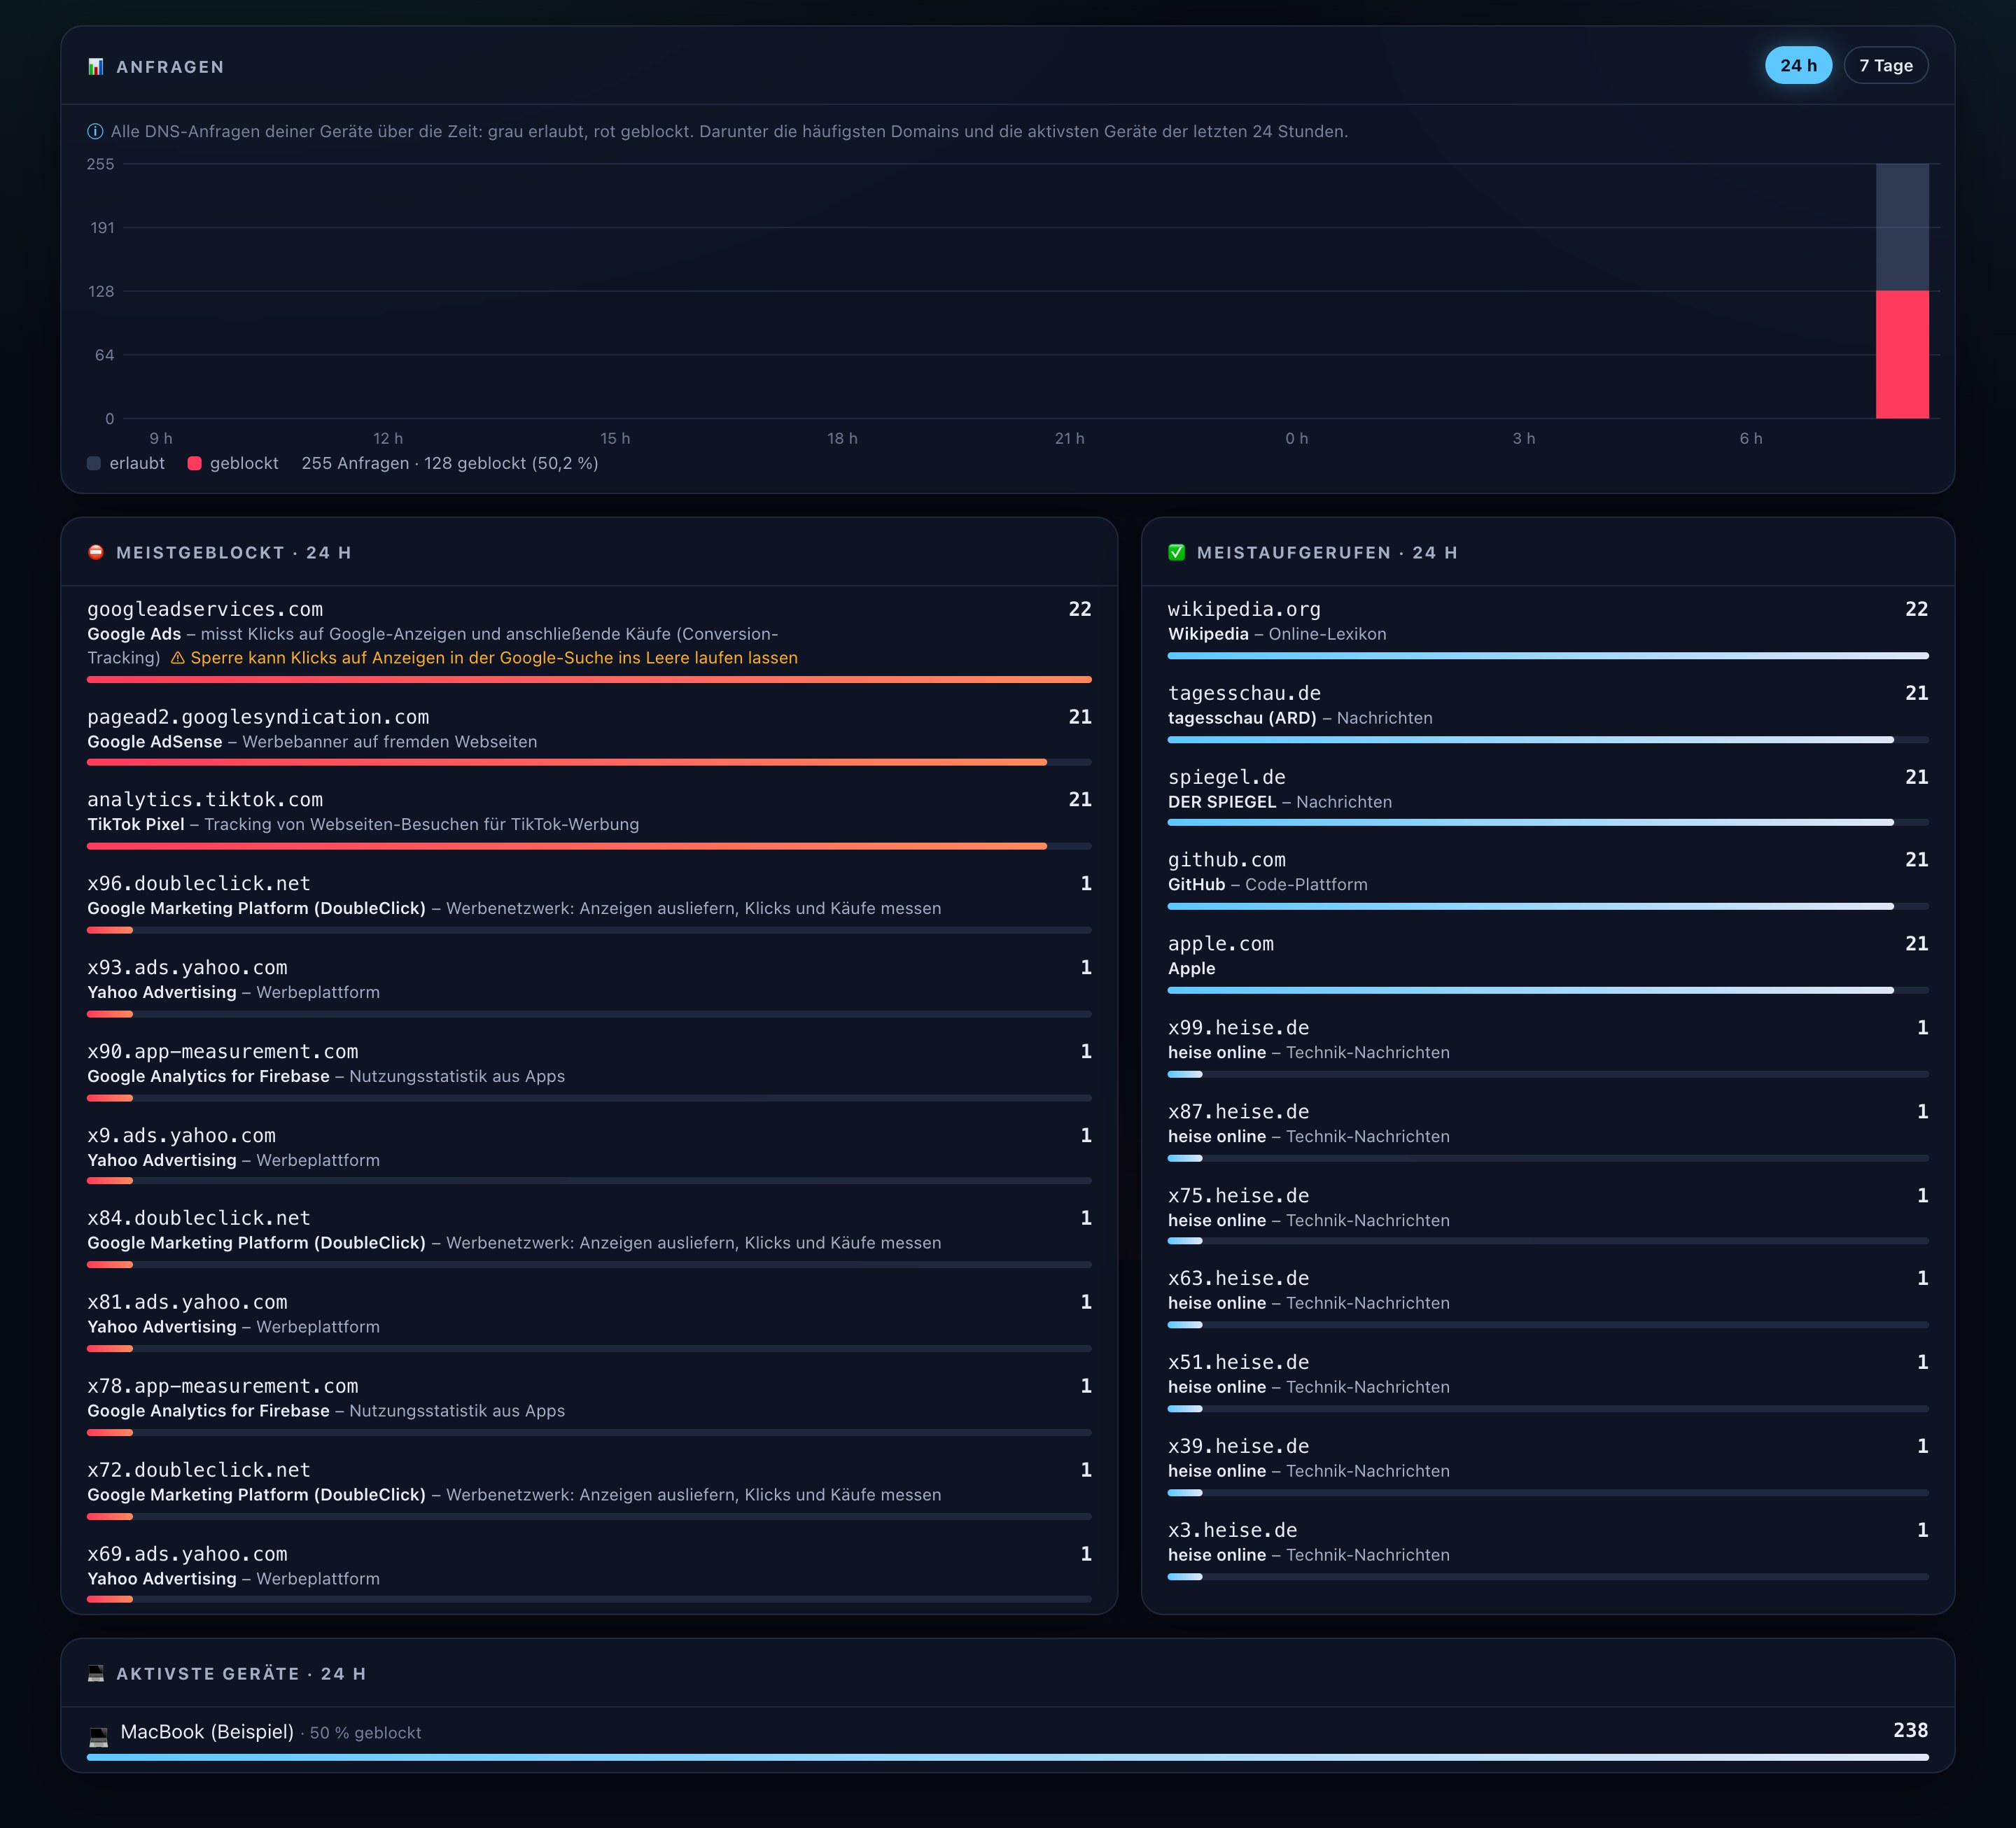 ANFRAGEN
24 h
7 Tage
Alle DNS-Anfragen deiner Geräte über die Zeit: grau erlaubt, rot geblockt. Darunter die häufigsten Domains und die aktivsten Geräte der letzten 24 Stunden.
255
191
128
64
0
9 h
12 h
15 h
18 h
21 h
0 h
3 h
6 h
erlaubt
geblockt
255 Anfragen · 128 geblockt (50,2 %)
MEISTGEBLOCKT · 24 H
googleadservices.com 22
Google Ads – misst Klicks auf Google-Anzeigen und anschließende Käufe (Conversion-
Tracking) ⚠ Sperre kann Klicks auf Anzeigen in der Google-Suche ins Leere laufen lassen
pagead2.googlesyndication.com 21
Google AdSense – Werbebanner auf fremden Webseiten
analytics.tiktok.com 21
TikTok Pixel – Tracking von Webseiten-Besuchen für TikTok-Werbung
x96.doubleclick.net 1
Google Marketing Platform (DoubleClick) – Werbenetzwerk: Anzeigen ausliefern, Klicks und Käufe messen
x93.ads.yahoo.com 1
Yahoo Advertising – Werbeplattform
x90.app-measurement.com 1
Google Analytics for Firebase – Nutzungsstatistik aus Apps
x9.ads.yahoo.com 1
Yahoo Advertising – Werbeplattform
x84.doubleclick.net 1
Google Marketing Platform (DoubleClick) – Werbenetzwerk: Anzeigen ausliefern, Klicks und Käufe messen
x81.ads.yahoo.com 1
Yahoo Advertising – Werbeplattform
x78.app-measurement.com 1
Google Analytics for Firebase – Nutzungsstatistik aus Apps
x72.doubleclick.net 1
Google Marketing Platform (DoubleClick) – Werbenetzwerk: Anzeigen ausliefern, Klicks und Käufe messen
x69.ads.yahoo.com 1
Yahoo Advertising – Werbeplattform
MEISTAUFGERUFEN · 24 H
wikipedia.org 22
Wikipedia – Online-Lexikon
tagesschau.de 21
tagesschau (ARD) – Nachrichten
spiegel.de 21
DER SPIEGEL – Nachrichten
github.com 21
GitHub – Code-Plattform
apple.com 21
Apple
x99.heise.de 1
heise online – Technik-Nachrichten
x87.heise.de 1
heise online – Technik-Nachrichten
x75.heise.de 1
heise online – Technik-Nachrichten
x63.heise.de 1
heise online – Technik-Nachrichten
x51.heise.de 1
heise online – Technik-Nachrichten
x39.heise.de 1
heise online – Technik-Nachrichten
x3.heise.de 1
heise online – Technik-Nachrichten
AKTIVSTE GERÄTE · 24 H
MacBook (Beispiel) · 50 % geblockt 238